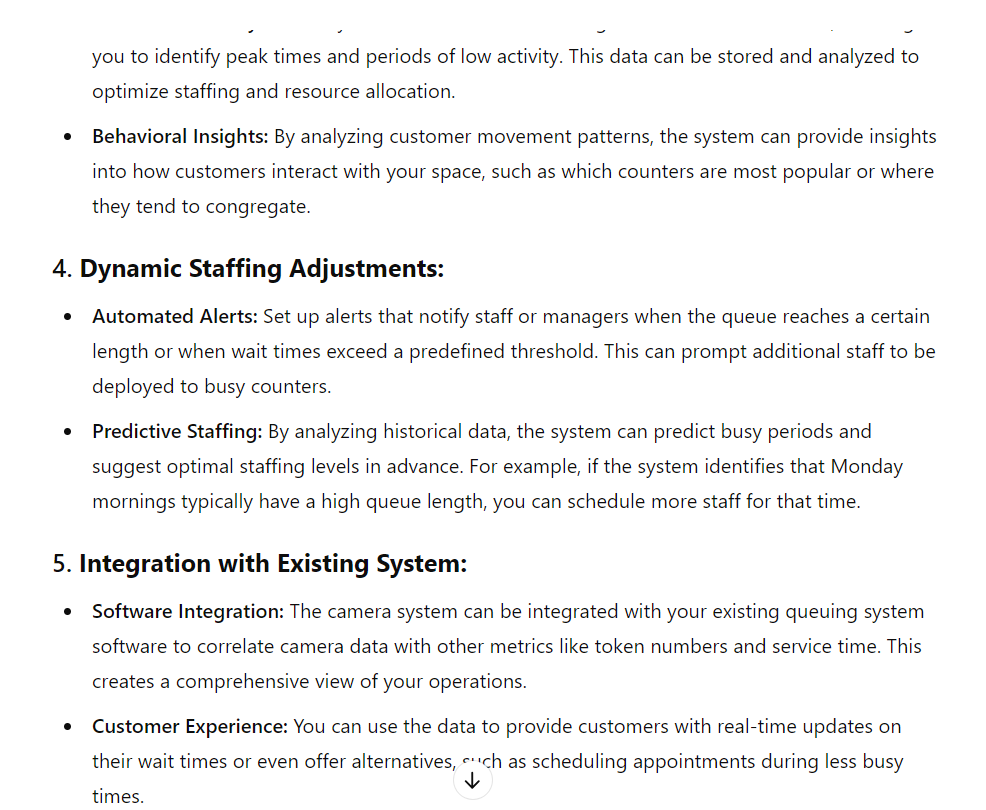 you to identify peak times and periods of low activity. This data can be stored and analyzed to
optimize staffing and resource allocation.
• Behavioral Insights: By analyzing customer movement patterns, the system can provide insights
into how customers interact with your space, such as which counters are most popular or where
they tend to congregate.
4. Dynamic Staffing Adjustments:
• Automated Alerts: Set up alerts that notify staff or managers when the queue reaches a certain
length or when wait times exceed a predefined threshold. This can prompt additional staff to be
deployed to busy counters.
• Predictive Staffing: By analyzing historical data, the system can predict busy periods and
suggest optimal staffing levels in advance. For example, if the system identifies that Monday
mornings typically have a high queue length, you can schedule more staff for that time.
5. Integration with Existing System:
• Software Integration: The camera system can be integrated with your existing queuing system
software to correlate camera data with other metrics like token numbers and service time. This
creates a comprehensive view of your operations.
• Customer Experience: You can use the data to provide customers with real-time updates on
their wait times or even offer alternatives, such as scheduling appointments during less busy
times.